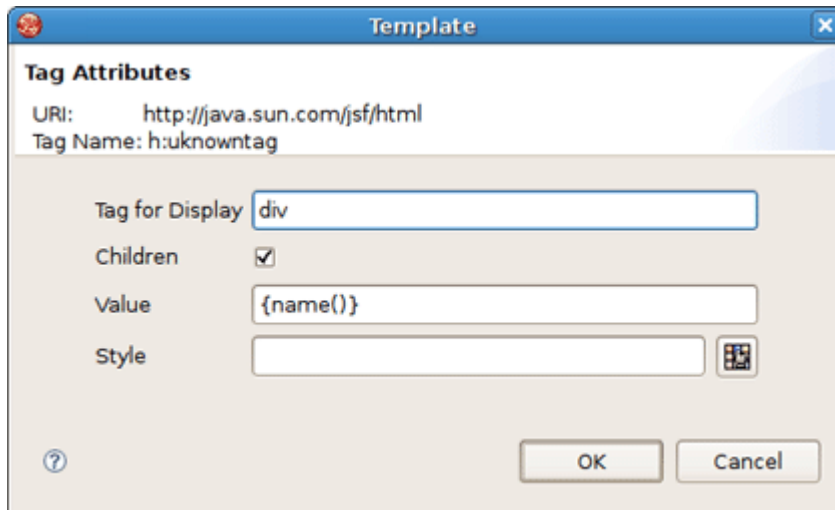 Template
Tag Attributes
URI: http://java.sun.com/jsf/html
Tag Name: h:uknowntag
Tag for Display div
Children
Value {name()}
Style
OK Cancel